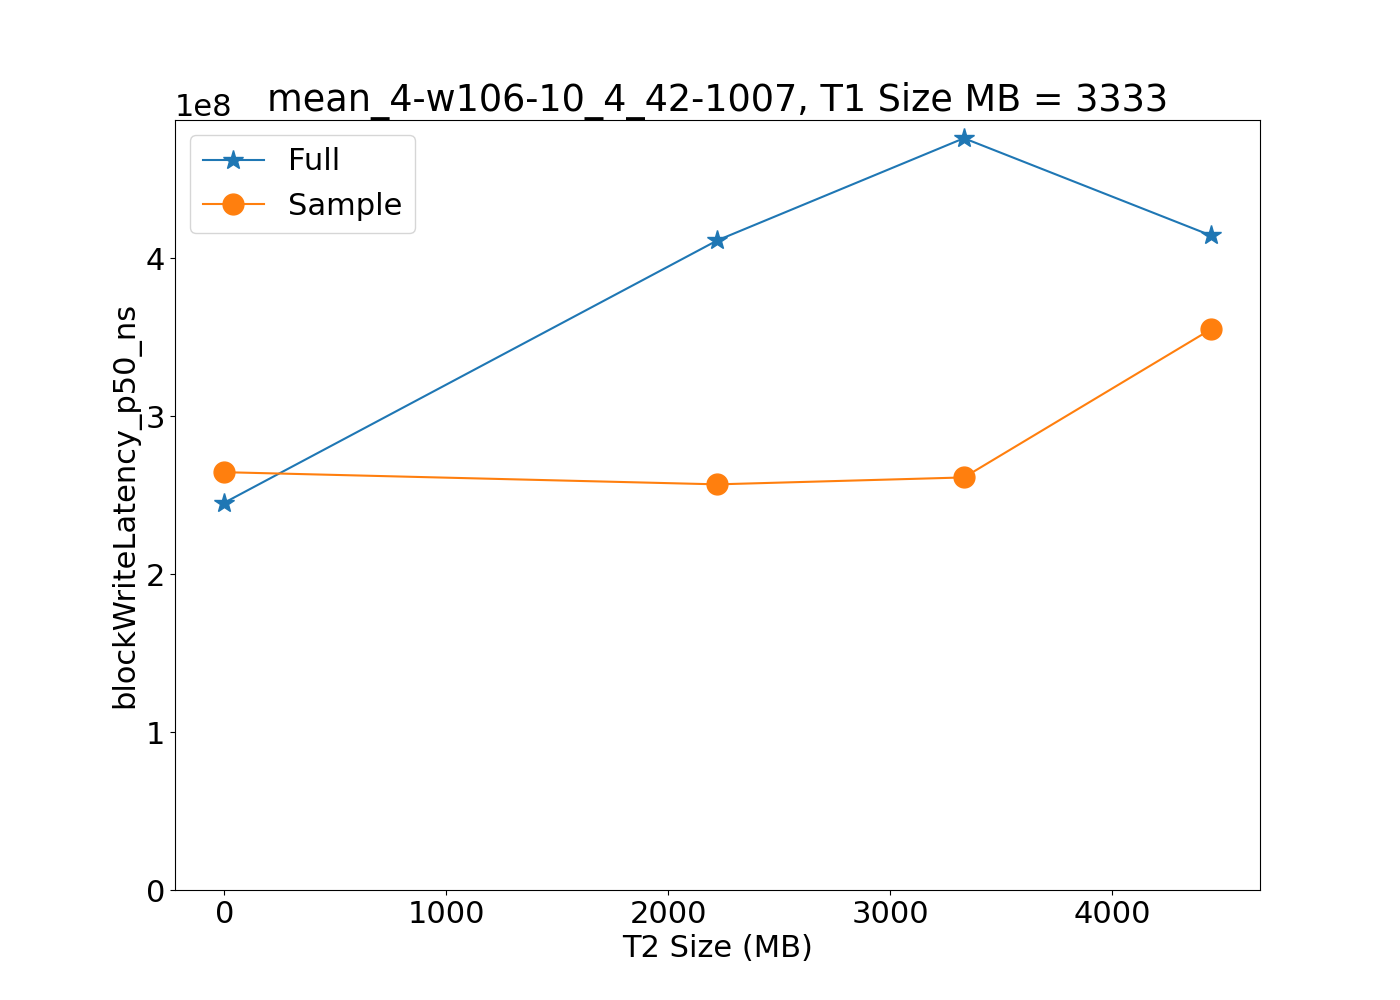 1e8
mean_4-w106-10_4_42-1007, T1 Size MB = 3333
Full
Sample
blockWriteLatency_p50_ns
4
3
2
1
0
0 1000 2000 3000 4000
T2 Size (MB)